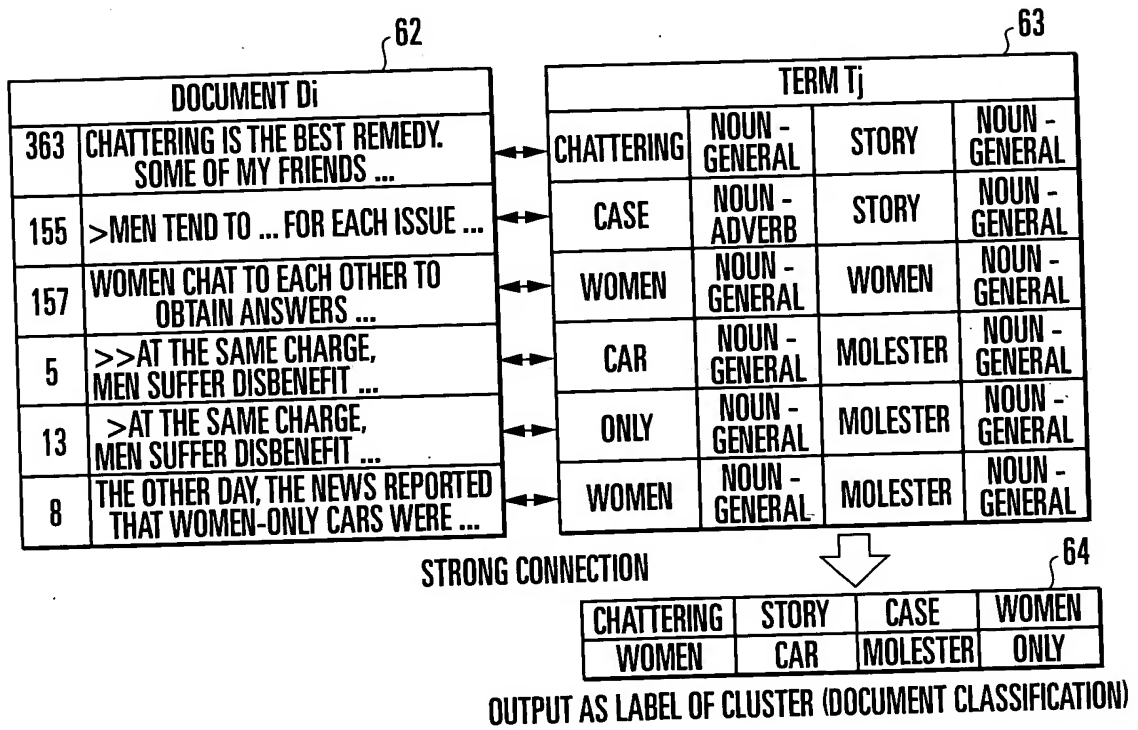 62
63
DOCUMENT Di
TERM Tj
363 CHATTERING IS THE BEST REMEDY.
SOME OF MY FRIENDS ...
CHATTERING NOUN - GENERAL STORY NOUN - GENERAL
155 >MEN TEND TO ... FOR EACH ISSUE ...
CASE NOUN - ADVERB STORY NOUN - GENERAL
157 WOMEN CHAT TO EACH OTHER TO
OBTAIN ANSWERS ...
WOMEN NOUN - GENERAL WOMEN NOUN - GENERAL
5 >>AT THE SAME CHARGE,
MEN SUFFER DISBENEFIT ...
CAR NOUN - GENERAL MOLESTER NOUN - GENERAL
13 >AT THE SAME CHARGE,
MEN SUFFER DISBENEFIT ...
ONLY NOUN - GENERAL MOLESTER NOUN - GENERAL
8 THE OTHER DAY, THE NEWS REPORTED
THAT WOMEN-ONLY CARS WERE ...
WOMEN NOUN - GENERAL MOLESTER NOUN - GENERAL
STRONG CONNECTION
64
CHATTERING STORY CASE WOMEN
WOMEN CAR MOLESTER ONLY
OUTPUT AS LABEL OF CLUSTER (DOCUMENT CLASSIFICATION)